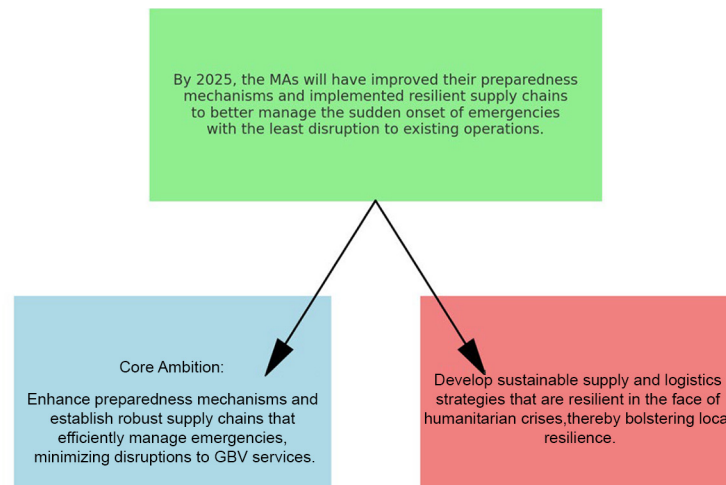 By 2025, the MAs will have improved their preparedness
mechanisms and implemented resilient supply chains
to better manage the sudden onset of emergencies
with the least disruption to existing operations.
Core Ambition:
Enhance preparedness mechanisms and
establish robust supply chains that
efficiently manage emergencies,
minimizing disruptions to GBV services.
Develop sustainable supply and logistics
strategies that are resilient in the face of
humanitarian crises,thereby bolstering loca
resilience.